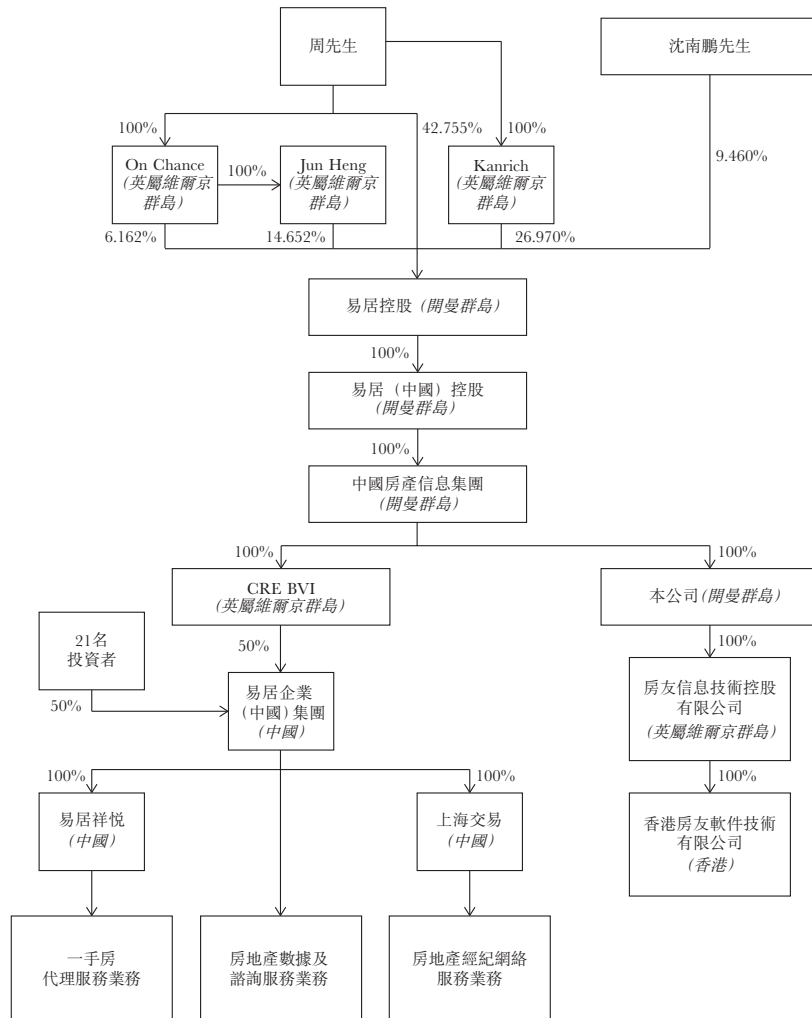 周先生
沈南鵬先生
100%
42.755%
100%
9.460%
On Chance
(英屬維爾京
群島)
100%
Jun Heng
(英屬維爾京
群島)
Kanrich
(英屬維爾京
群島)
6.162%
14.652%
26.970%
易居控股 (開曼群島)
100%
易居（中國）控股
(開曼群島)
100%
中國房產信息集團
(開曼群島)
100%
100%
CRE BVI
(英屬維爾京群島)
本公司(開曼群島)
21名
投資者
50%
100%
50%
易居企業
(中國)集團
(中國)
房友信息技術控股
有限公司
(英屬維爾京群島)
100%
100%
100%
易居祥悦
(中國)
上海交易
(中國)
香港房友軟件技術
有限公司
(香港)
一手房
代理服務業務
房地產數據及
諮詢服務業務
房地產經紀網絡
服務業務